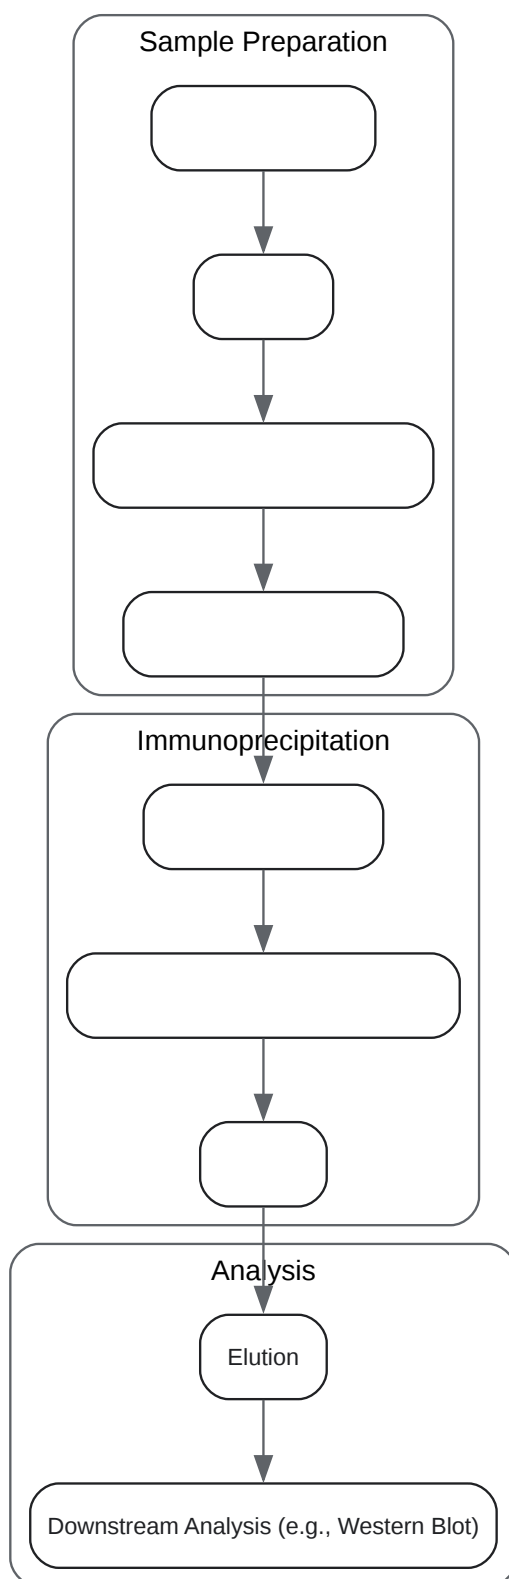 Sample Preparation
Immunoprecipitation
Analysis
Elution
Downstream Analysis (e.g., Western Blot)